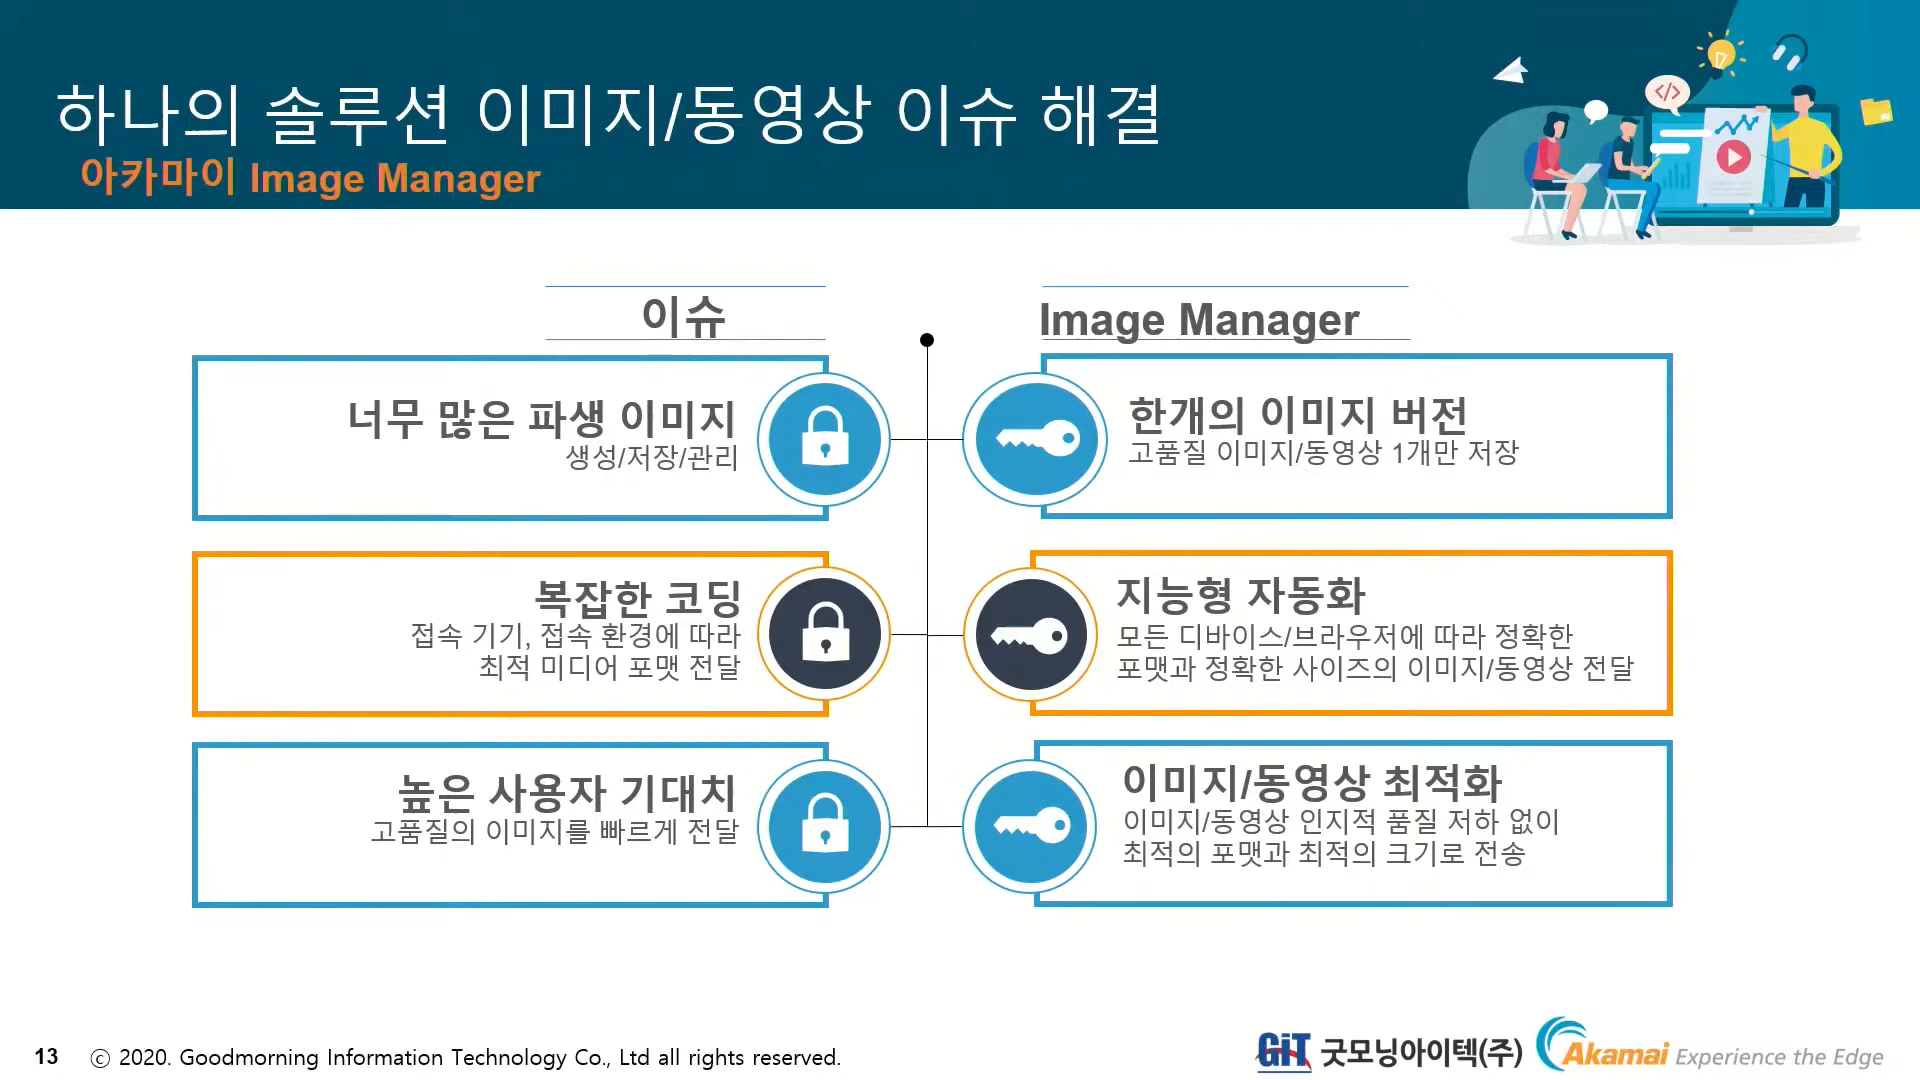 하나의 솔루션 이미지/동영상 이슈 해결
아카마이 Image Manager
</>
이슈
너무 많은 파생 이미지
생성/저장/관리
복잡한 코딩
접속 기기, 접속 환경에 따라
최적 미디어 포맷 전달
높은 사용자 기대치
고품질의 이미지를 빠르게 전달
Image Manager
한개의 이미지 버전
고품질 이미지/동영상 1개만 저장
지능형 자동화
모든 디바이스/브라우저에 따라 정확한
포맷과 정확한 사이즈의 이미지/동영상 전달
이미지/동영상 최적화
이미지/동영상 인지적 품질 저하 없이
최적의 포맷과 최적의 크기로 전송
13 ⓒ 2020. Goodmorning Information Technology Co., Ltd all rights reserved.
GiT 굿모닝아이텍(주)
Akamai Experience the Edge